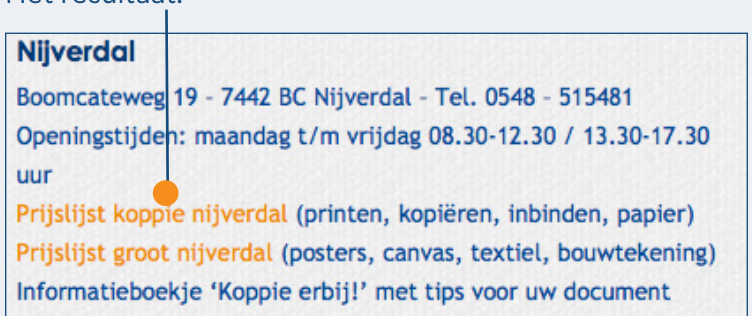 Het resultaat:
Nijverdal
Boomcateweg 19 - 7442 BC Nijverdal - Tel. 0548 - 515481
Openingstijden: maandag t/m vrijdag 08.30-12.30 / 13.30-17.30
uur
Prijslijst koppie nijverdal (printen, kopiëren, inbinden, papier)
Prijslijst groot nijverdal (posters, canvas, textiel, bouwtekening)
Informatieboekje ‘Koppie erbij!’ met tips voor uw document